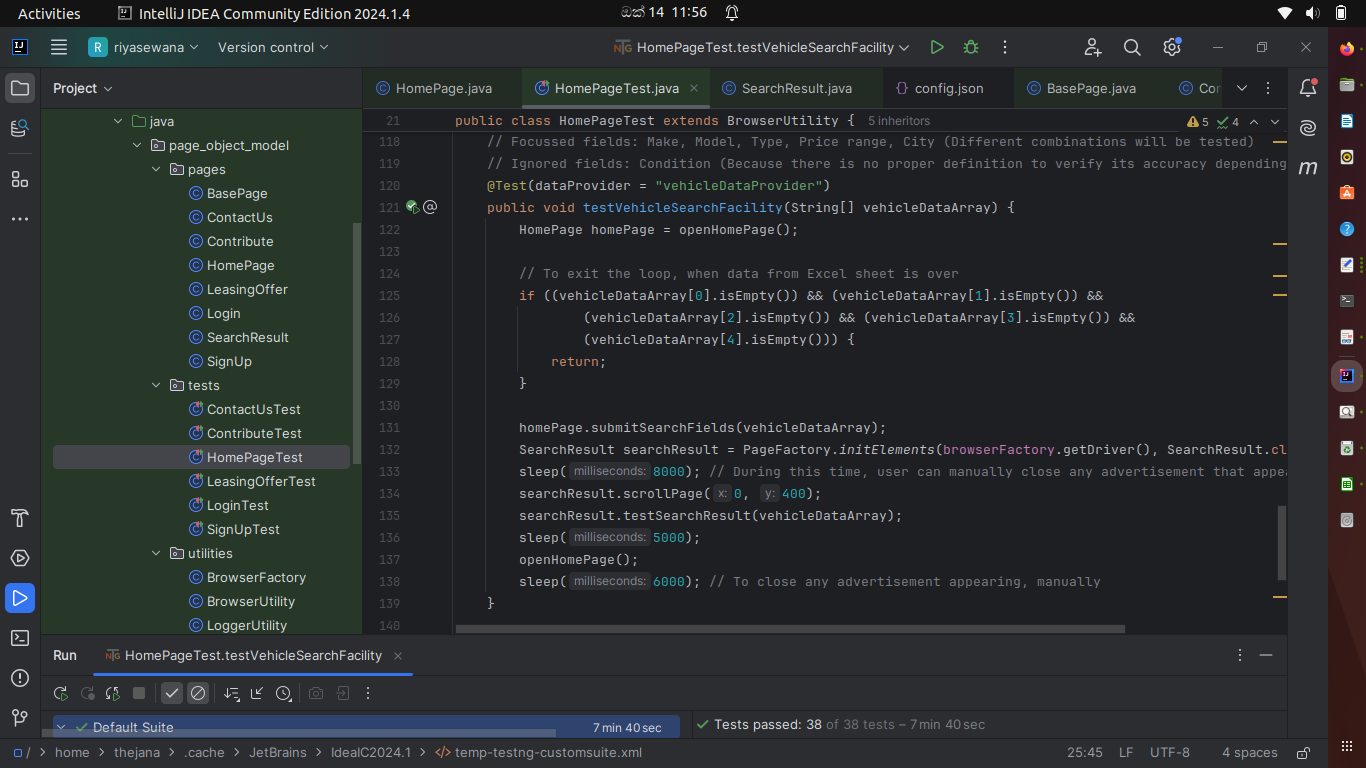 Activities IntelliJ IDEA Community Edition 2024.1.4 ඔක් 14 11:56
R riyasewana Version control HomePageTest.testVehicleSearchFacility
Project
HomePage.java HomePageTest.java SearchResult.java {} config.json BasePage.java Cor
java
page_object_model
pages
BasePage
ContactUs
Contribute
HomePage
LeasingOffer
Login
SearchResult
SignUp
tests
ContactUsTest
ContributeTest
HomePageTest
LeasingOfferTest
LoginTest
SignUpTest
utilities
BrowserFactory
BrowserUtility
LoggerUtility
21 public class HomePageTest extends BrowserUtility { 5 inheritors 5 4
118 // Focussed fields: Make, Model, Type, Price range, City (Different combinations will be tested)
119 // Ignored fields: Condition (Because there is no proper definition to verify its accuracy depending
120 @Test(dataProvider = "vehicleDataProvider")
121 public void testVehicleSearchFacility(String[] vehicleDataArray) {
122 HomePage homePage = openHomePage();
123
124 // To exit the loop, when data from Excel sheet is over
125 if ((vehicleDataArray[0].isEmpty()) && (vehicleDataArray[1].isEmpty()) &&
126 (vehicleDataArray[2].isEmpty()) && (vehicleDataArray[3].isEmpty()) &&
127 (vehicleDataArray[4].isEmpty())) {
128 return;
129 }
130
131 homePage.submitSearchFields(vehicleDataArray);
132 SearchResult searchResult = PageFactory.initElements(browserFactory.getDriver(), SearchResult.cl
133 sleep( milliseconds: 8000); // During this time, user can manually close any advertisement that appea
134 searchResult.scrollPage( x: 0, y: 400);
135 searchResult.testSearchResult(vehicleDataArray);
136 sleep( milliseconds: 5000);
137 openHomePage();
138 sleep( milliseconds: 6000); // To close any advertisement appearing, manually
139 }
140
Run HomePageTest.testVehicleSearchFacility
Default Suite 7 min 40 sec
Tests passed: 38 of 38 tests – 7 min 40 sec
/ home thejana .cache JetBrains IdeaIC2024.1 temp-testng-customsuite.xml 25:45 LF UTF-8 4 spaces